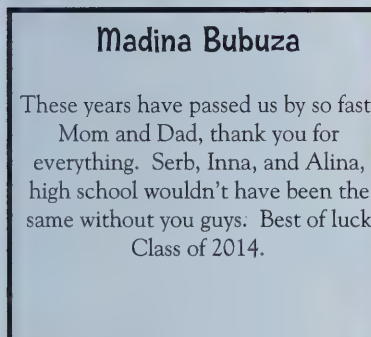 Madina Bubuza
These years have passed us by so fast
Mom and Dad, thank you for
everything. Serb, Inna, and Alina,
high school wouldn't have been the
same without you guys. Best of luck
Class of 2014.